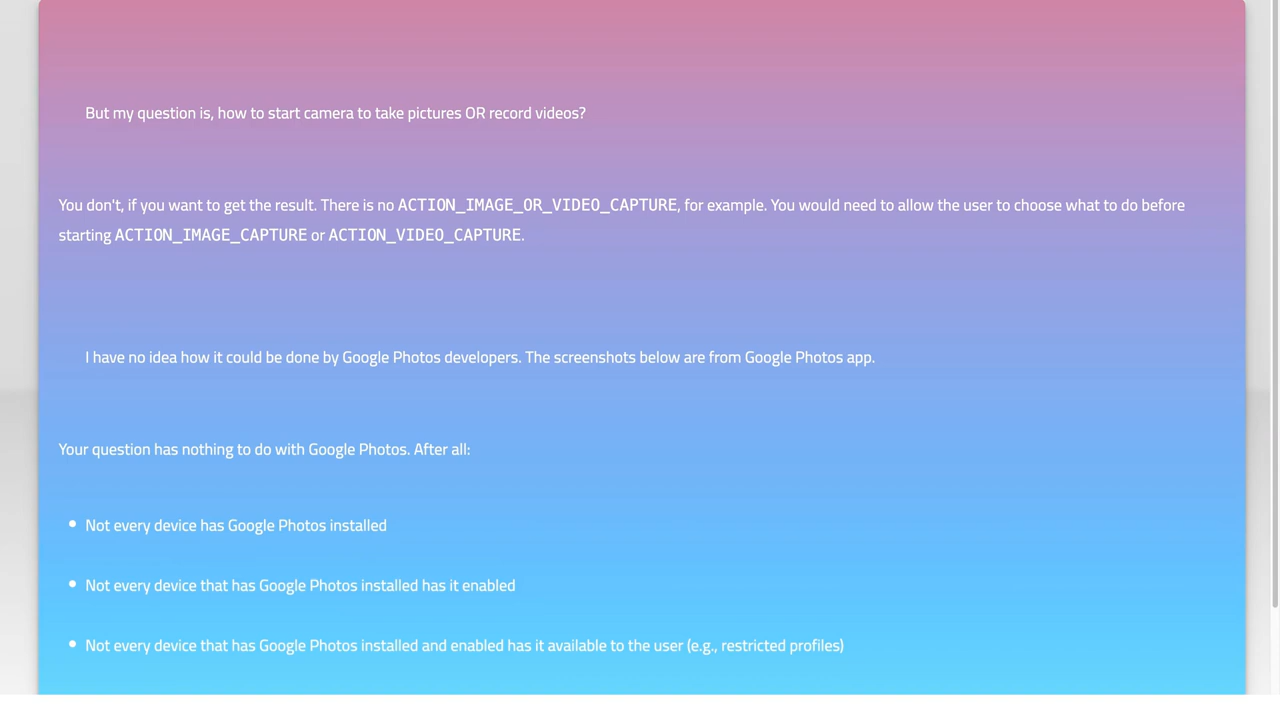 But my question is, how to start camera to take pictures OR record videos?
You don't, if you want to get the result. There is no ACTION_IMAGE_OR_VIDEO_CAPTURE, for example. You would need to allow the user to choose what to do before
starting ACTION_IMAGE_CAPTURE or ACTION_VIDEO_CAPTURE.
I have no idea how it could be done by Google Photos developers. The screenshots below are from Google Photos app.
Your question has nothing to do with Google Photos. After all:
• Not every device has Google Photos installed
• Not every device that has Google Photos installed has it enabled
• Not every device that has Google Photos installed and enabled has it available to the user (e.g., restricted profiles)